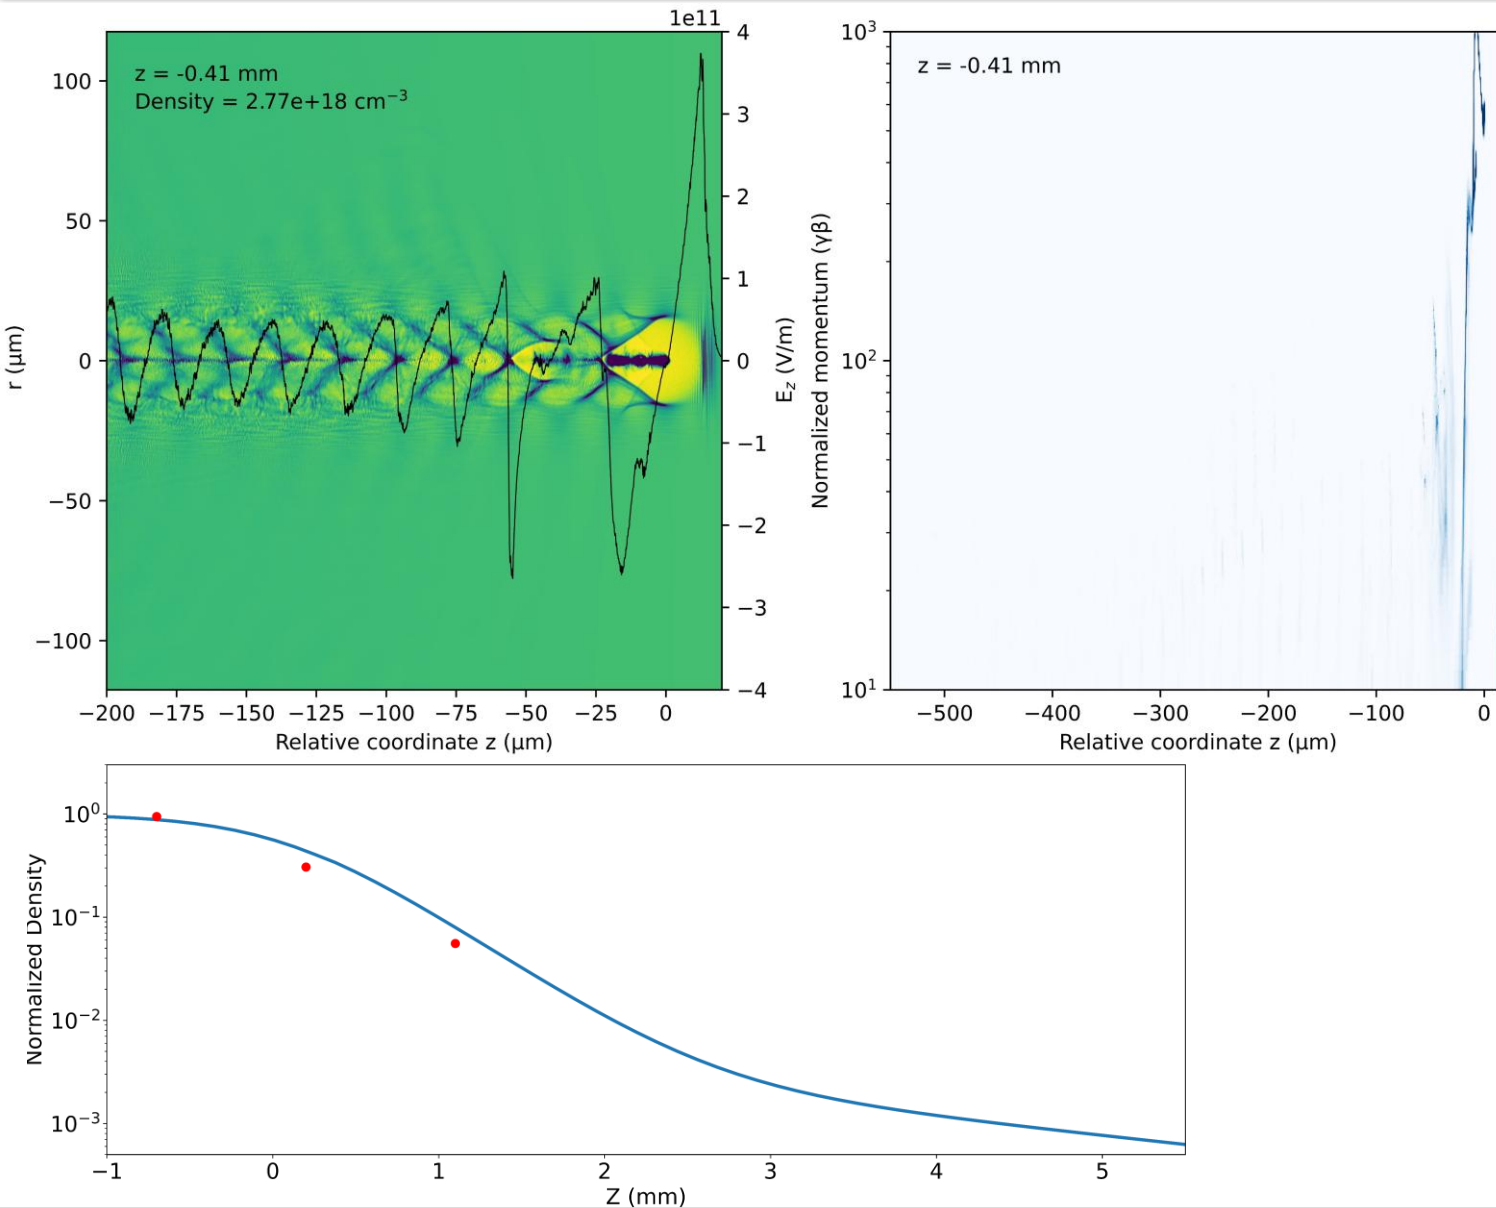 1e11
z = -0.41 mm
Density = 2.77e+18 cm⁻³
100
50
0
−50
−100
r (μm)
−200 −175 −150 −125 −100 −75 −50 −25 0
Relative coordinate z (μm)
4
3
2
1
0
−1
−2
−3
−4
E_z (V/m)
z = -0.41 mm
10³
10²
10¹
Normalized momentum (γβ)
−500 −400 −300 −200 −100 0
Relative coordinate z (μm)
10⁰
10⁻¹
10⁻²
10⁻³
Normalized Density
−1 0 1 2 3 4 5
Z (mm)